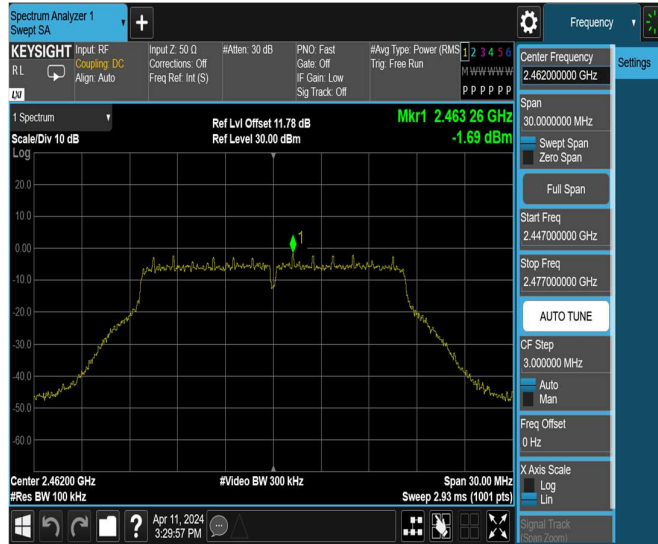 Spectrum Analyzer 1
Swept SA
Frequency
KEYSIGHT
RL
LXI
Input: RF
Coupling: DC
Align: Auto
Input Z: 50 Ω
Corrections: Off
Freq Ref: Int (S)
#Atten: 30 dB
PNO: Fast
Gate: Off
IF Gain: Low
Sig Track: Off
#Avg Type: Power (RMS
Trig: Free Run
1 2 3 4 5 6
M W W W W W
P P P P P P
Center Frequency
2.462000000 GHz
Settings
Span
30.0000000 MHz
Swept Span
Zero Span
Full Span
Start Freq
2.447000000 GHz
Stop Freq
2.477000000 GHz
AUTO TUNE
CF Step
3.000000 MHz
Auto
Man
Freq Offset
0 Hz
X Axis Scale
Log
Lin
Signal Track
(Span Zoom)
1 Spectrum
Scale/Div 10 dB
Ref Lvl Offset 11.78 dB
Ref Level 30.00 dBm
Mkr1 2.463 26 GHz
-1.69 dBm
Log
20.0
10.0
0.00
-10.0
-20.0
-30.0
-40.0
-50.0
-60.0
1
Center 2.46200 GHz
#Res BW 100 kHz
#Video BW 300 kHz
Span 30.00 MHz
Sweep 2.93 ms (1001 pts)
?
Apr 11, 2024
3:29:57 PM